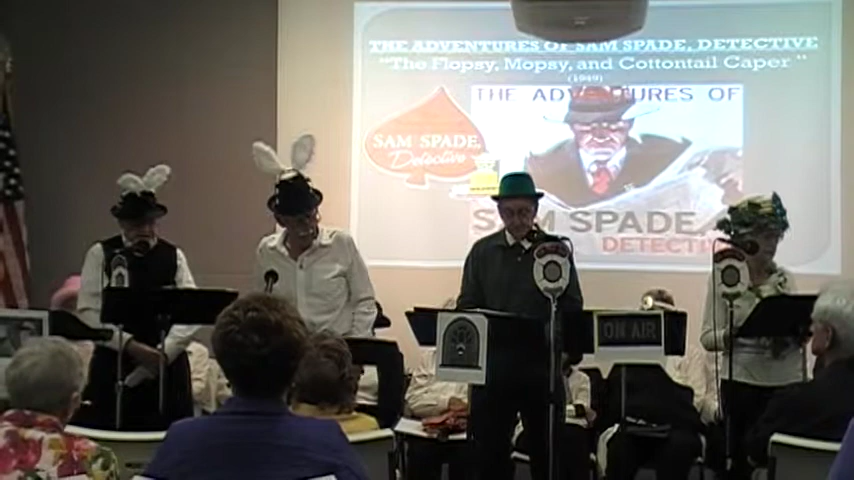 THE ADVENTURES OF SAM SPADE, DETECTIVE
"The Flopsy, Mopsy, and Cottontail Caper"
(1949)
THE ADVENTURES OF
SAM SPADE,
Detective
SAM SPADE
DETECTIVE
ON AIR